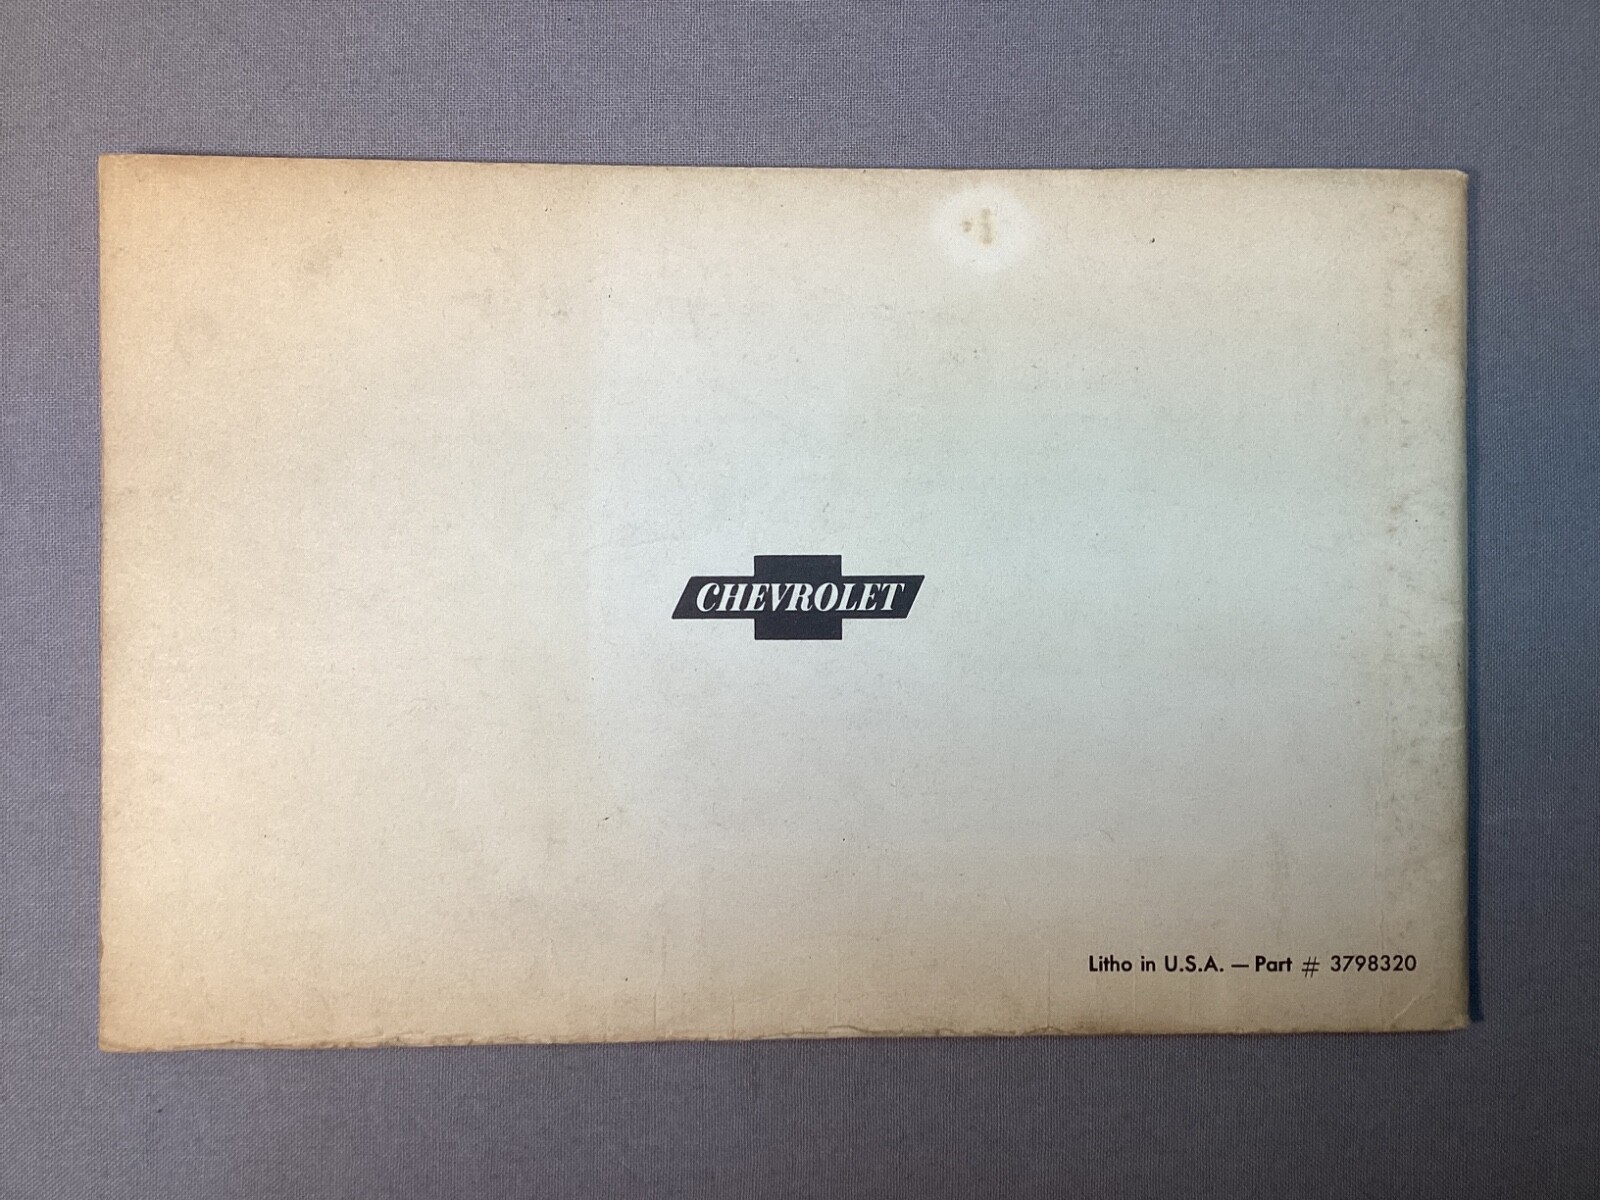 CHEVROLET
Litho in U.S.A. — Part # 3798320